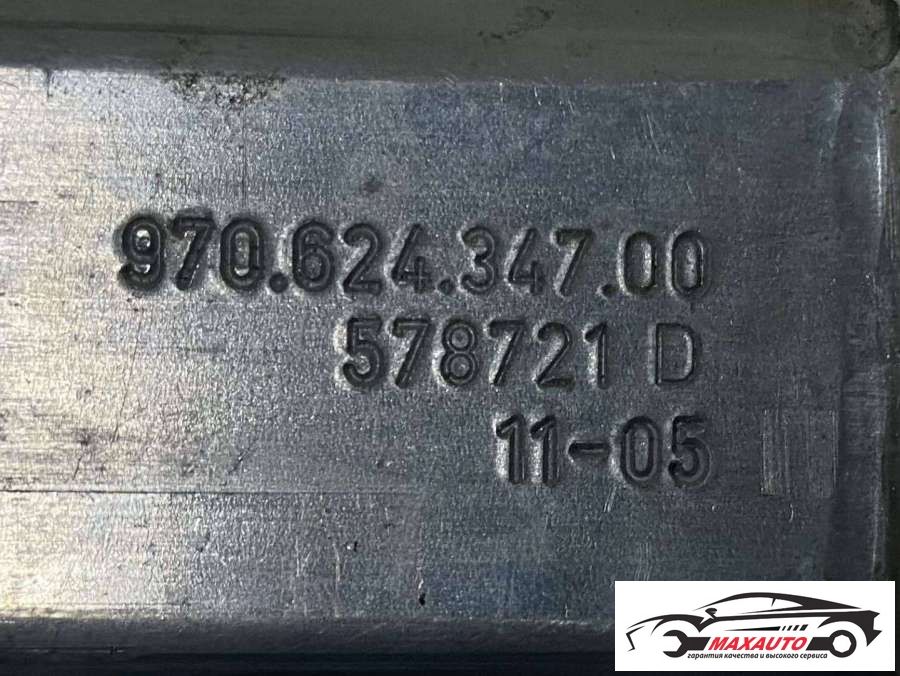 970.624.347.00
578721 D
11-05
MAXAUTO
гарантия качества и высокого сервиса